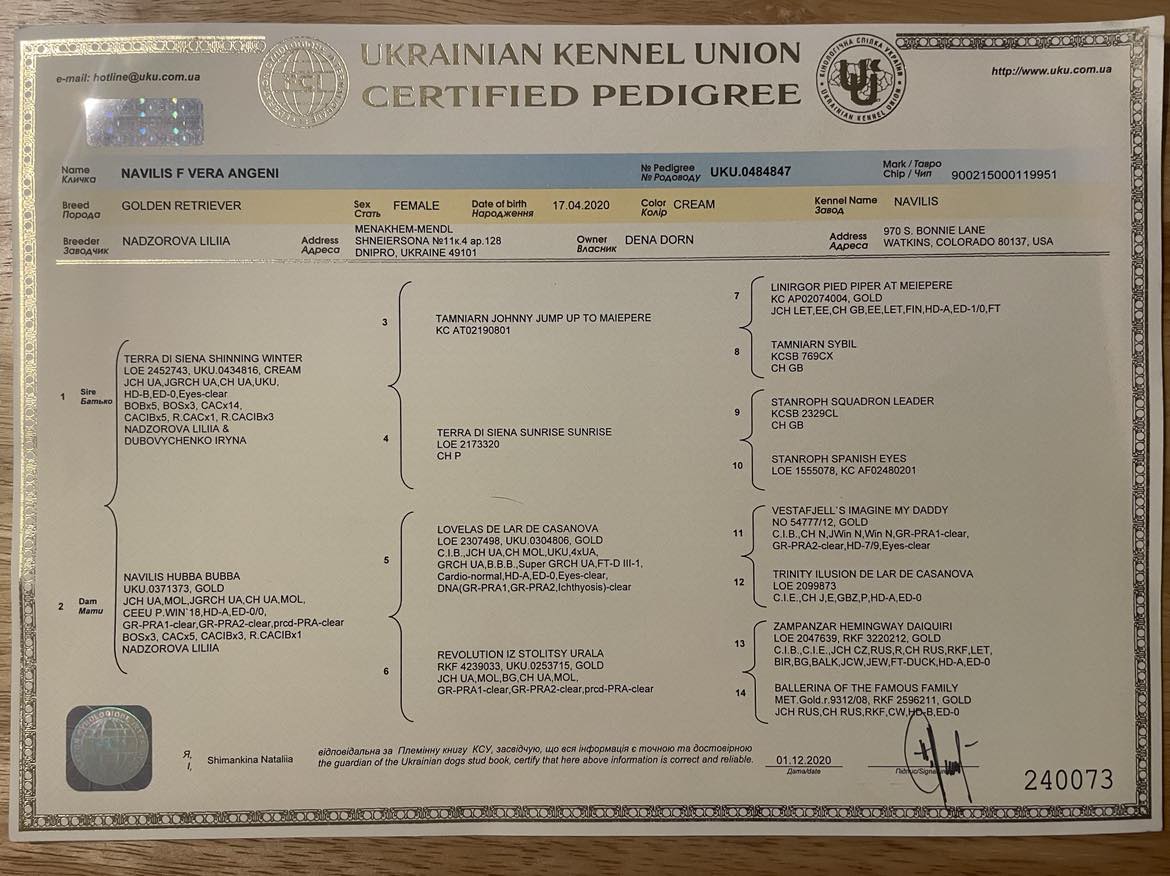 UKRAINIAN KENNEL UNION
CERTIFIED PEDIGREE
e-mail: hotline@uku.com.ua
http://www.uku.com.ua
КІНОЛОГІЧНА СПІЛКА УКРАЇНИ
UKRAINIAN KENNEL UNION
Name
Кличка
NAVILIS F VERA ANGENI
№ Pedigree
№ Родоводу
UKU.0484847
Mark / Тавро
Chip / Чип
900215000119951
Breed
Порода
GOLDEN RETRIEVER
Sex
Стать
FEMALE
Date of birth
Народження
17.04.2020
Color
Колір
CREAM
Kennel Name
Завод
NAVILIS
Breeder
Заводчик
NADZOROVA LILIIA
Address
Адреса
MENAKHEM-MENDL
SHNEIERSONA №11к.4 ap.128
DNIPRO, UKRAINE 49101
Owner
Власник
DENA DORN
Address
Адреса
970 S. BONNIE LANE
WATKINS, COLORADO 80137, USA
1
Sire
Батько
TERRA DI SIENA SHINNING WINTER
LOE 2452743, UKU.0434816, CREAM
JCH UA,JGRCH UA,CH UA,UKU,
HD-B,ED-0,Eyes-clear
BOBx5, BOSx3, CACx14,
CACIBx5, R.CACx1, R.CACIBx3
NADZOROVA LILIIA &
DUBOVYCHENKO IRYNA
2
Dam
Мати
NAVILIS HUBBA BUBBA
UKU.0371373, GOLD
JCH UA,MOL,JGRCH UA,CH UA,MOL,
CEEU P.WIN`18,HD-A,ED-0/0,
GR-PRA1-clear,GR-PRA2-clear,prcd-PRA-clear
BOSx3, CACx5, CACIBx3, R.CACIBx1
NADZOROVA LILIIA
3
TAMNIARN JOHNNY JUMP UP TO MAIEPERE
KC AT02190801
4
TERRA DI SIENA SUNRISE SUNRISE
LOE 2173320
CH P
5
LOVELAS DE LAR DE CASANOVA
LOE 2307498, UKU.0304806, GOLD
C.I.B.,JCH UA,CH MOL,UKU,4xUA,
GRCH UA,B.B.B.,Super GRCH UA,FT-D III-1,
Cardio-normal,HD-A,ED-0,Eyes-clear,
DNA(GR-PRA1,GR-PRA2,Ichthyosis)-clear
6
REVOLUTION IZ STOLITSY URALA
RKF 4239033, UKU.0253715, GOLD
JCH UA,MOL,BG,CH UA,MOL,
GR-PRA1-clear,GR-PRA2-clear,prcd-PRA-clear
7
LINIRGOR PIED PIPER AT MEIEPERE
KC AP02074004, GOLD
JCH LET,EE,CH GB,EE,LET,FIN,HD-A,ED-1/0,FT
8
TAMNIARN SYBIL
KCSB 769CX
CH GB
9
STANROPH SQUADRON LEADER
KCSB 2329CL
CH GB
10
STANROPH SPANISH EYES
LOE 1555078, KC AF02480201
11
VESTAFJELL`S IMAGINE MY DADDY
NO 54777/12, GOLD
C.I.B.,CH N,JWin N,Win N,GR-PRA1-clear,
GR-PRA2-clear,HD-7/9,Eyes-clear
12
TRINITY ILUSION DE LAR DE CASANOVA
LOE 2099873
C.I.E.,CH J,E,GBZ,P,HD-A,ED-0
13
ZAMPANZAR HEMINGWAY DAIQUIRI
LOE 2047639, RKF 3220212, GOLD
C.I.B.,C.I.E.,JCH CZ,RUS,R,CH RUS,RKF,LET,
BIR,BG,BALK,JCW,JEW,FT-DUCK,HD-A,ED-0
14
BALLERINA OF THE FAMOUS FAMILY
MET.Gold.r.9312/08, RKF 2596211, GOLD
JCH RUS,CH RUS,RKF,CW,HD-B,ED-0
Я,
I,
Shimankina Nataliia
відповідальна за Племінну книгу КСУ, засвідчую, що вся інформація є точною та достовірною
the guardian of the Ukrainian dogs stud book, certify that here above information is correct and reliable.
01.12.2020
Дата/date
Підпис/Signature
240073